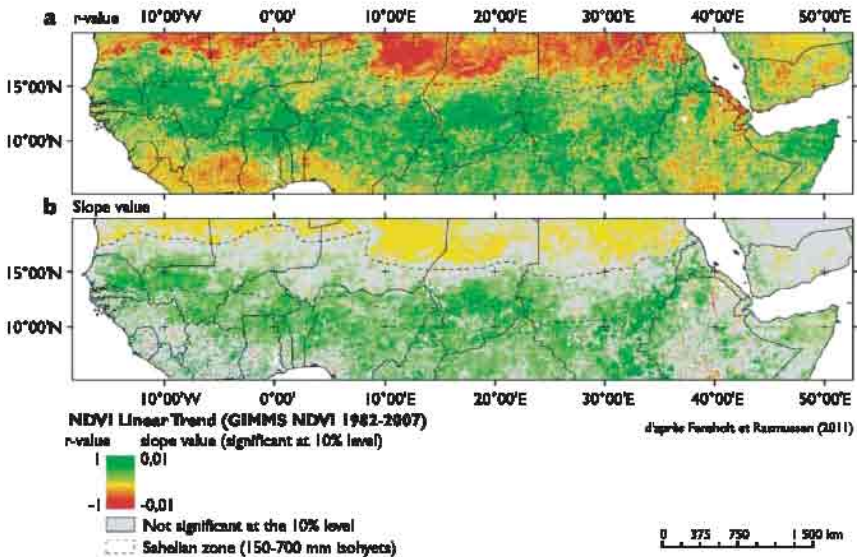 a r-value 10°00'W 0°00' 10°00'E 20°00'E 30°00'E 40°00'E 50°00'E
15°00'N
10°00'N
b Slope value
15°00'N
10°00'N
10°00'W 0°00' 10°00'E 20°00'E 30°00'E 40°00'E 50°00'E
NDVI Linear Trend (GIMMS NDVI 1982-2007)
d'après Fensholt et Rasmussen (2011)
r-value slope value (significant at 10% level)
1 0,01
-1 -0,01
Not significant at the 10% level
Sahelian zone (150-700 mm isohyets)
0 375 750 1 500 km